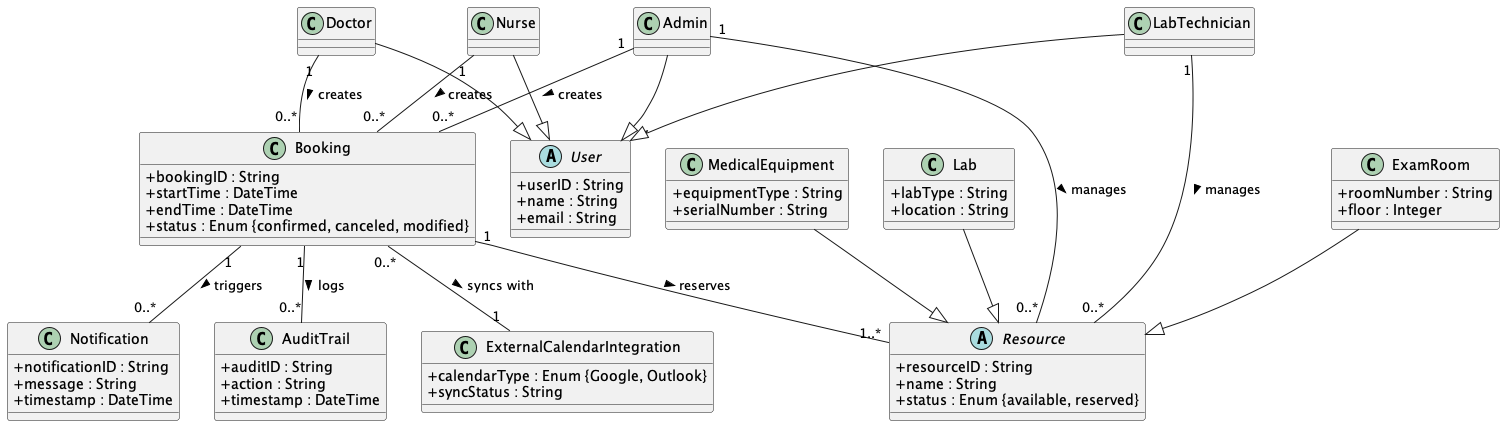 C Doctor
C Nurse
C Admin
C LabTechnician
1
1
1
1
1
creates
creates
creates
0..*
0..*
0..*
C Booking
+bookingID : String
+startTime : DateTime
+endTime : DateTime
+status : Enum {confirmed, canceled, modified}
A User
+userID : String
+name : String
+email : String
C MedicalEquipment
+equipmentType : String
+serialNumber : String
C Lab
+labType : String
+location : String
manages
manages
C ExamRoom
+roomNumber : String
+floor : Integer
1
1
0..*
1
triggers
logs
syncs with
reserves
0..*
0..*
1
1..*
0..*
0..*
C Notification
+notificationID : String
+message : String
+timestamp : DateTime
C AuditTrail
+auditID : String
+action : String
+timestamp : DateTime
C ExternalCalendarIntegration
+calendarType : Enum {Google, Outlook}
+syncStatus : String
A Resource
+resourceID : String
+name : String
+status : Enum {available, reserved}